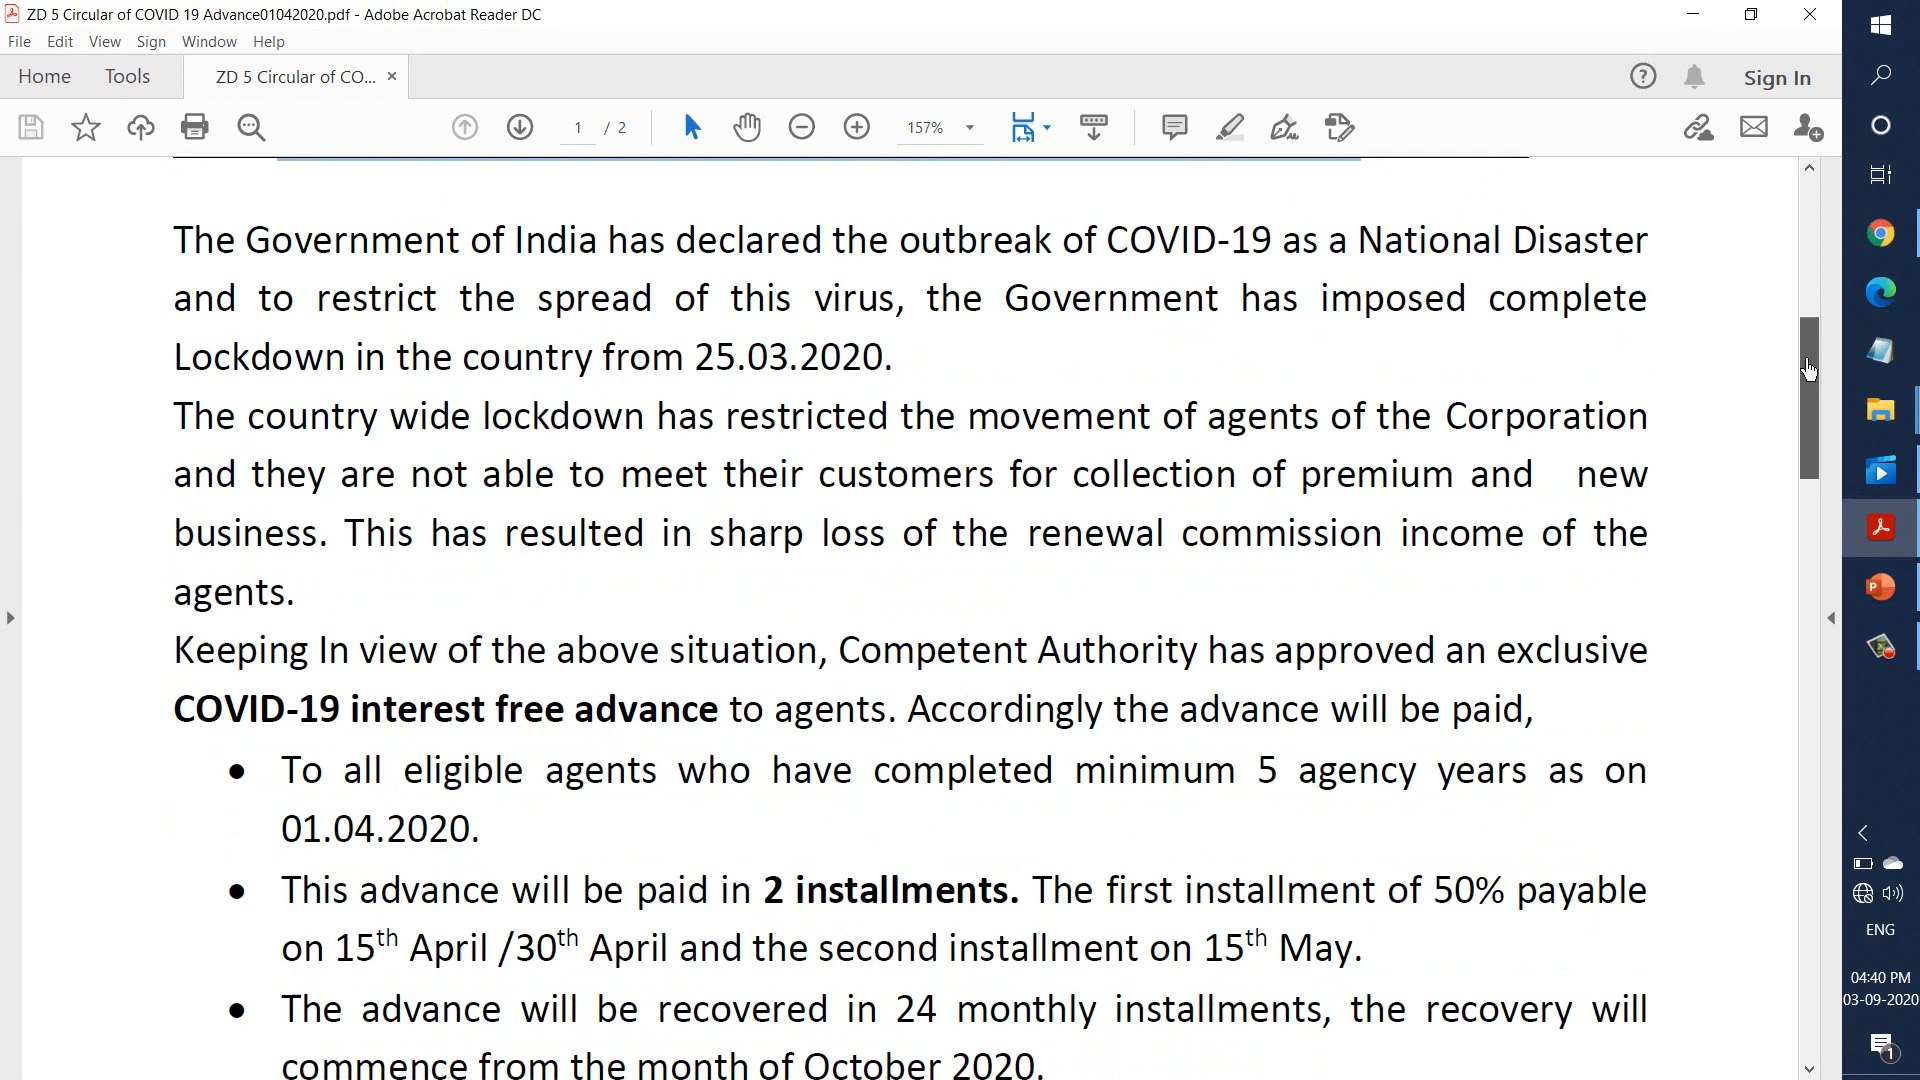 ZD 5 Circular of COVID 19 Advance01042020.pdf - Adobe Acrobat Reader DC
File Edit View Sign Window Help
Home Tools ZD 5 Circular of CO... × Sign In
1 / 2 157%
The Government of India has declared the outbreak of COVID-19 as a National Disaster
and to restrict the spread of this virus, the Government has imposed complete
Lockdown in the country from 25.03.2020.
The country wide lockdown has restricted the movement of agents of the Corporation
and they are not able to meet their customers for collection of premium and new
business. This has resulted in sharp loss of the renewal commission income of the
agents.
Keeping In view of the above situation, Competent Authority has approved an exclusive
COVID-19 interest free advance to agents. Accordingly the advance will be paid,
• To all eligible agents who have completed minimum 5 agency years as on
01.04.2020.
• This advance will be paid in 2 installments. The first installment of 50% payable
on 15th April /30th April and the second installment on 15th May.
• The advance will be recovered in 24 monthly installments, the recovery will
commence from the month of October 2020.
ENG
04:40 PM
03-09-2020
1